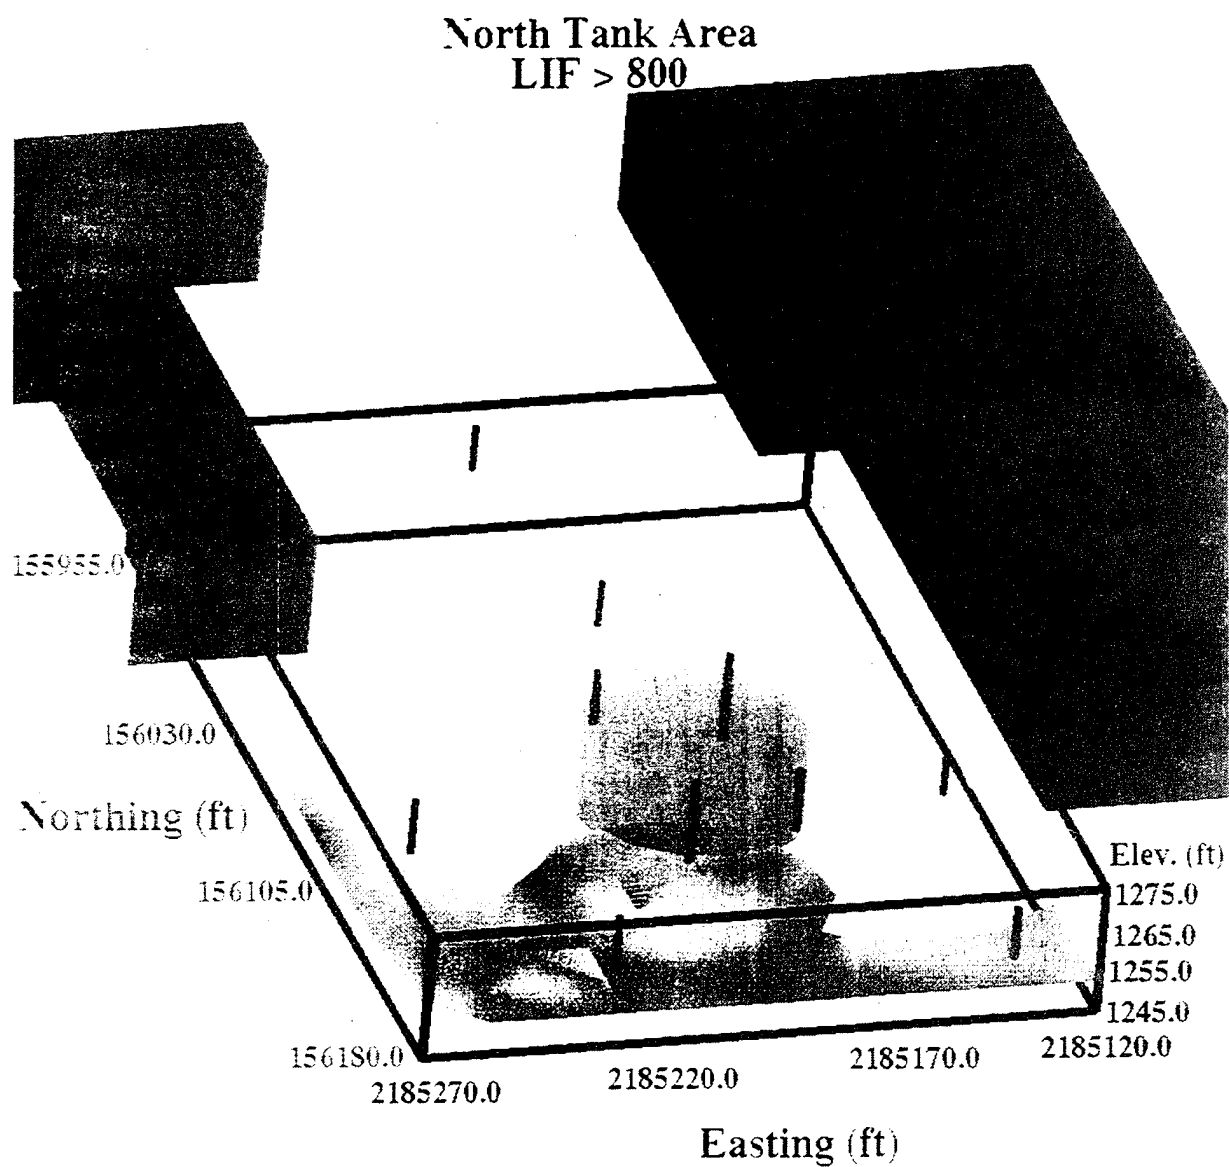 North Tank Area
LIF > 800
155955.0
156030.0
Northing (ft)
156105.0
156180.0
Elev. (ft)
1275.0
1265.0
1255.0
1245.0
2185270.0
2185220.0
2185170.0
2185120.0
Easting (ft)